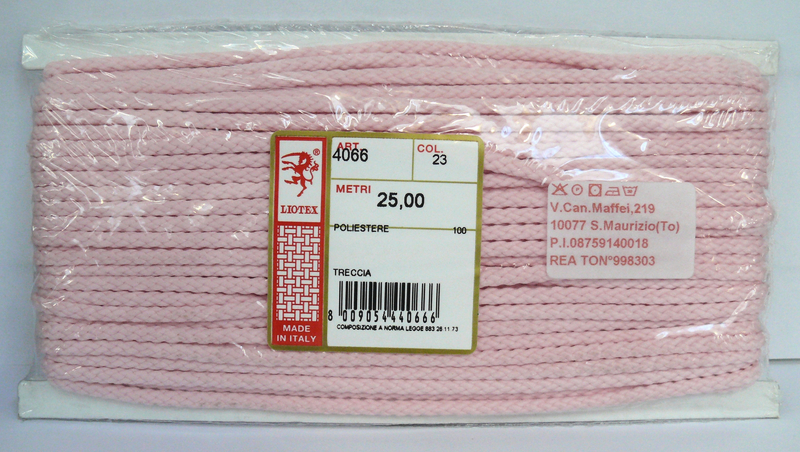 ®
LIOTEX
MADE
IN ITALY
ART.
4066
COL.
23
METRI
25,00
POLIESTERE 100
TRECCIA
8 009054 440666
COMPOSIZIONE A NORMA LEGGE 883 26 11 73
V.Can.Maffei,219
10077 S.Maurizio(To)
P.I.08759140018
REA TON°998303